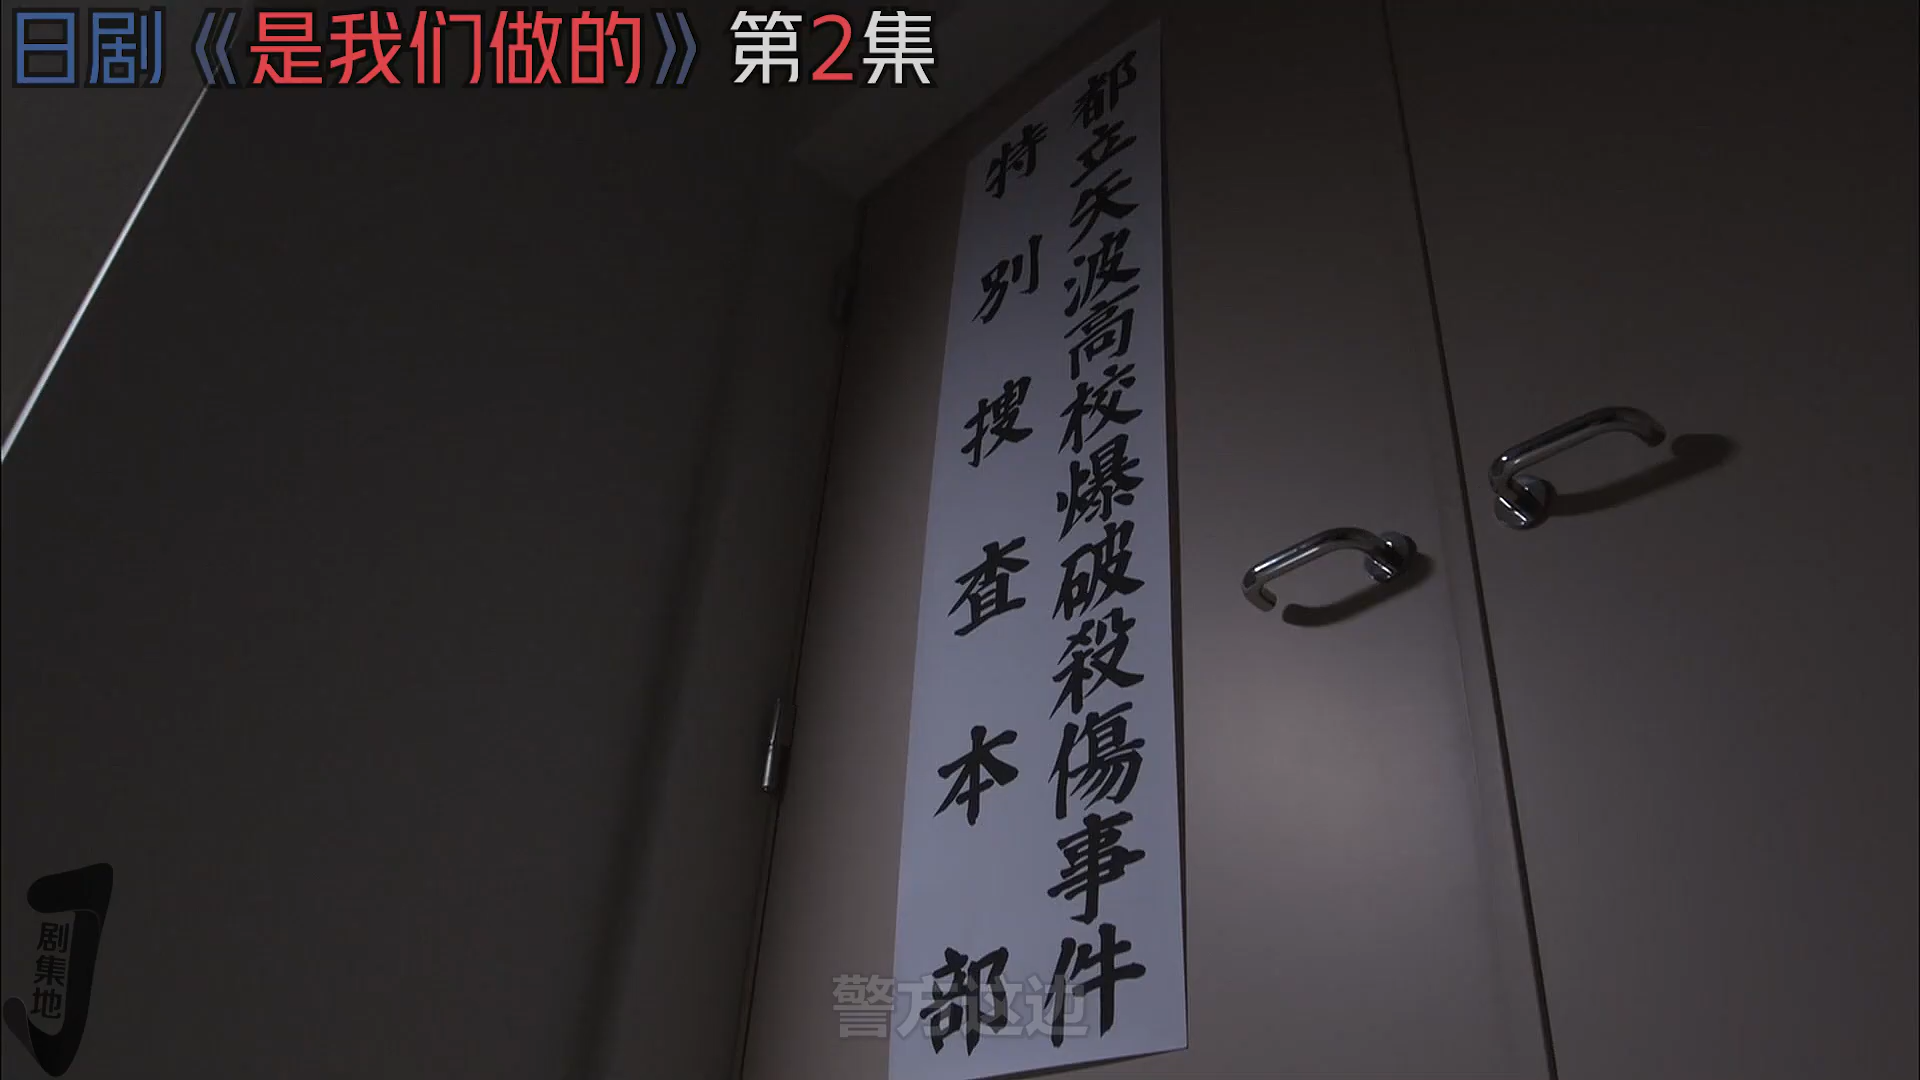 日剧《是我们做的》第2集
都立矢波高校爆破殺傷事件
特別捜査本部
警方这边
剧集地